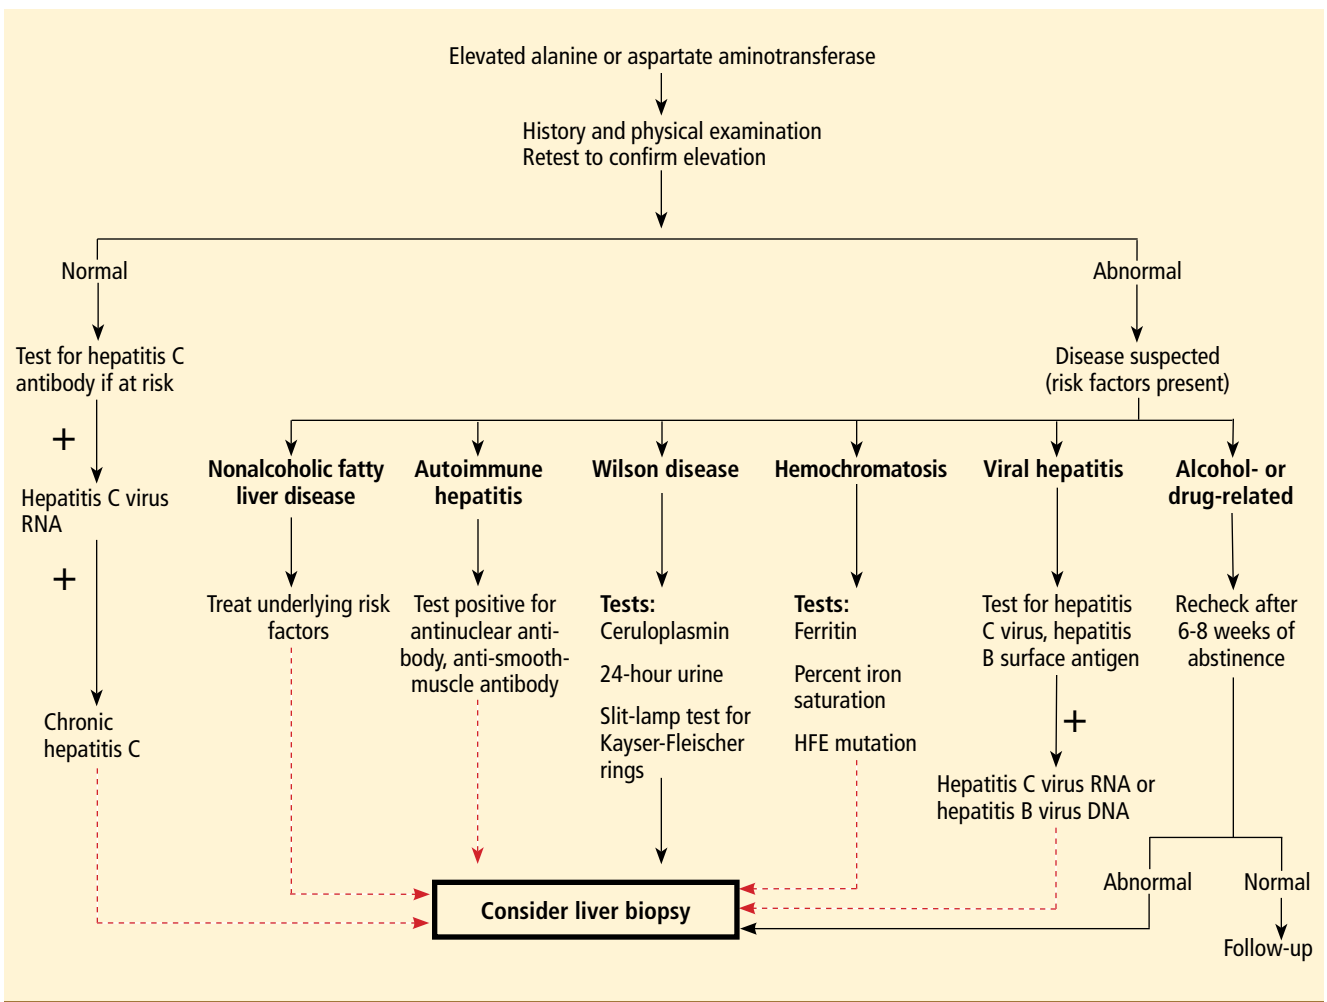 Elevated alanine or aspartate aminotransferase
History and physical examination
Retest to confirm elevation
Normal
Abnormal
Test for hepatitis C
antibody if at risk
Disease suspected
(risk factors present)
+
Hepatitis C virus
RNA
+
Chronic
hepatitis C
Nonalcoholic fatty
liver disease
Treat underlying risk
factors
Autoimmune
hepatitis
Test positive for
antinuclear anti-
body, anti-smooth-
muscle antibody
Wilson disease
Tests:
Ceruloplasmin
24-hour urine
Slit-lamp test for
Kayser-Fleischer
rings
Hemochromatosis
Tests:
Ferritin
Percent iron
saturation
HFE mutation
Viral hepatitis
Test for hepatitis
C virus, hepatitis
B surface antigen
+
Hepatitis C virus RNA or
hepatitis B virus DNA
Alcohol- or
drug-related
Recheck after
6-8 weeks of
abstinence
Abnormal
Normal
Follow-up
Consider liver biopsy